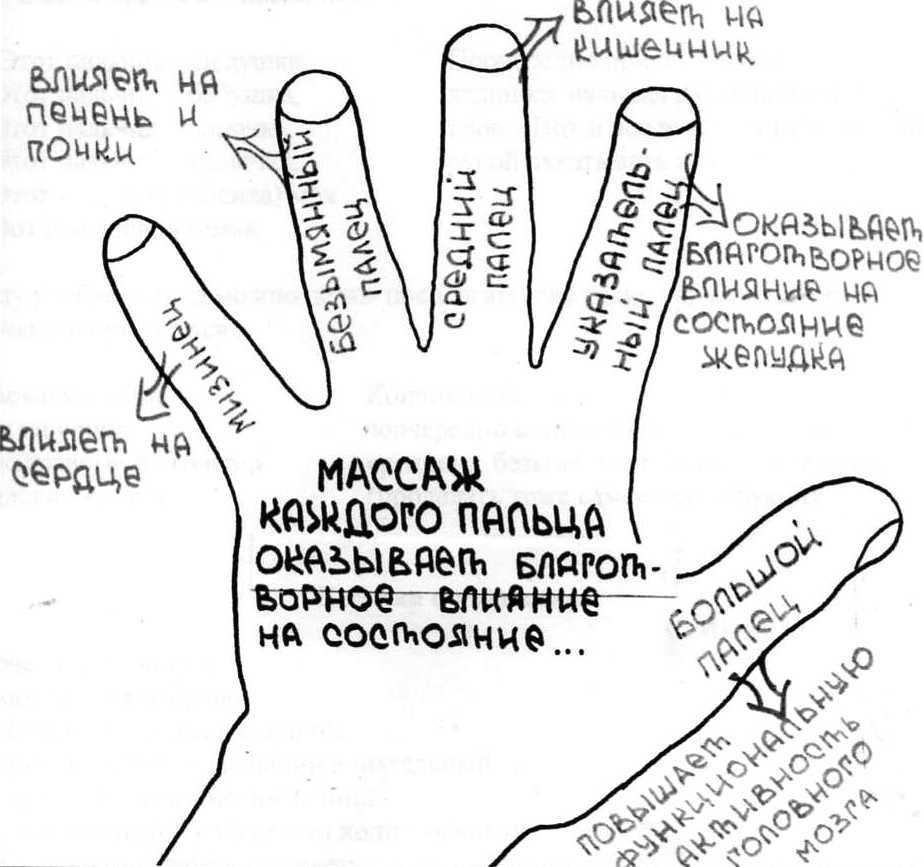 ВЛИЯЕТ НА
КИШЕЧНИК
ВЛИЯЕТ НА
ПЕЧЕНЬ И
ПОЧКИ
БЕЗЫМЯННЫЙ
ПАЛЕЦ
СРЕДНИЙ
ПАЛЕЦ
УКАЗАТЕЛЬ-
НЫЙ ПАЛЕЦ
ОКАЗЫВАЕТ
БЛАГОТВОРНОЕ
ВЛИЯНИЕ НА
СОСТОЯНИЕ
ЖЕЛУДКА
МИЗИНЕЦ
ВЛИЯЕТ НА
СЕРДЦЕ
МАССАЖ
КАЖДОГО ПАЛЬЦА
ОКАЗЫВАЕТ БЛАГОТ-
ВОРНОЕ ВЛИЯНИЕ
НА СОСТОЯНИЕ...
БОЛЬШОЙ
ПАЛЕЦ
ПОВЫШАЕТ
ФУНКЦИОНАЛЬНУЮ
АКТИВНОСТЬ
ГОЛОВНОГО
МОЗГА